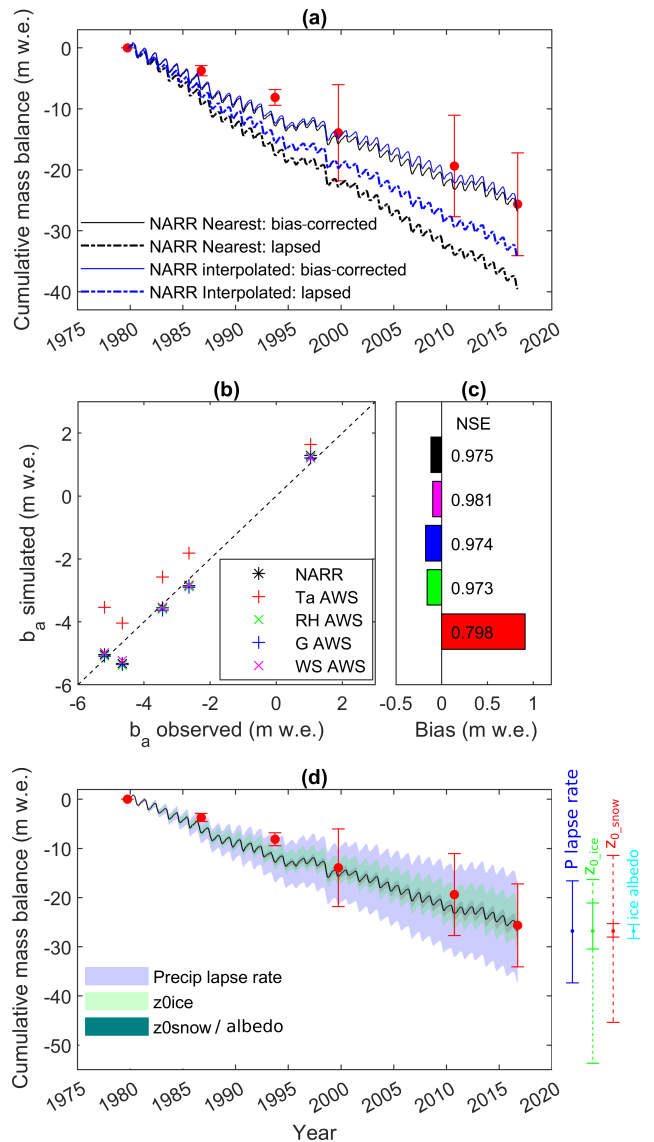 (a)
Cumulative mass balance (m w.e.)
0
-10
-20
-30
-40
NARR Nearest: bias-corrected
NARR Nearest: lapsed
NARR interpolated: bias-corrected
NARR Interpolated: lapsed
1975 1980 1985 1990 1995 2000 2005 2010 2015 2020
(b)
b_a simulated (m w.e.)
2
0
-2
-4
-6
NARR
Ta AWS
RH AWS
G AWS
WS AWS
-6 -4 -2 0 2
b_a observed (m w.e.)
(c)
NSE
0.975
0.981
0.974
0.973
0.798
-0.5 0 0.5 1
Bias (m w.e.)
(d)
Cumulative mass balance (m w.e.)
0
-10
-20
-30
-40
-50
Precip lapse rate
z0ice
z0snow / albedo
1975 1980 1985 1990 1995 2000 2005 2010 2015 2020
Year
P lapse rate
z0_ice
z0_snow
ice albedo